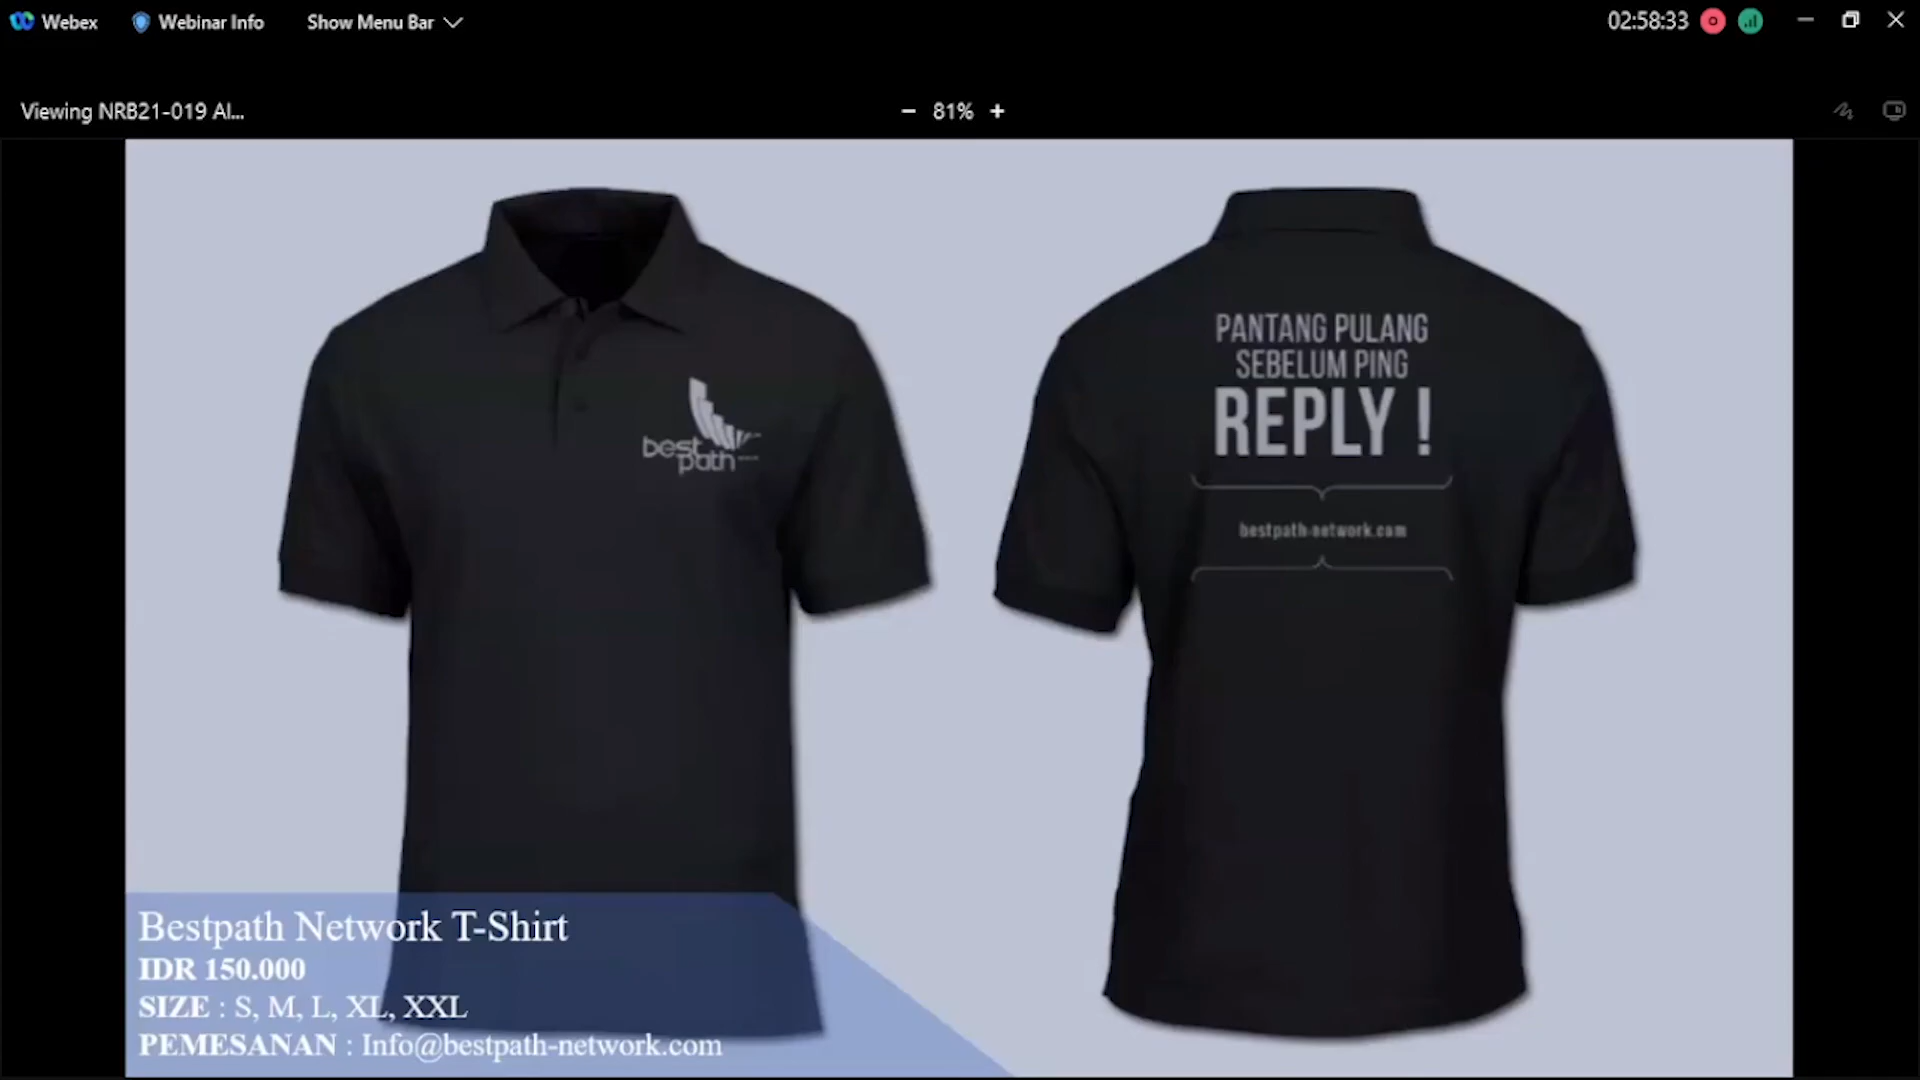 Webex
Webinar Info
Show Menu Bar
02:58:33
Viewing NRB21-019 Al...
− 81% +
best
path
PANTANG PULANG
SEBELUM PING
REPLY !
bestpath-network.com
Bestpath Network T-Shirt
IDR 150.000
SIZE : S, M, L, XL, XXL
PEMESANAN : Info@bestpath-network.com